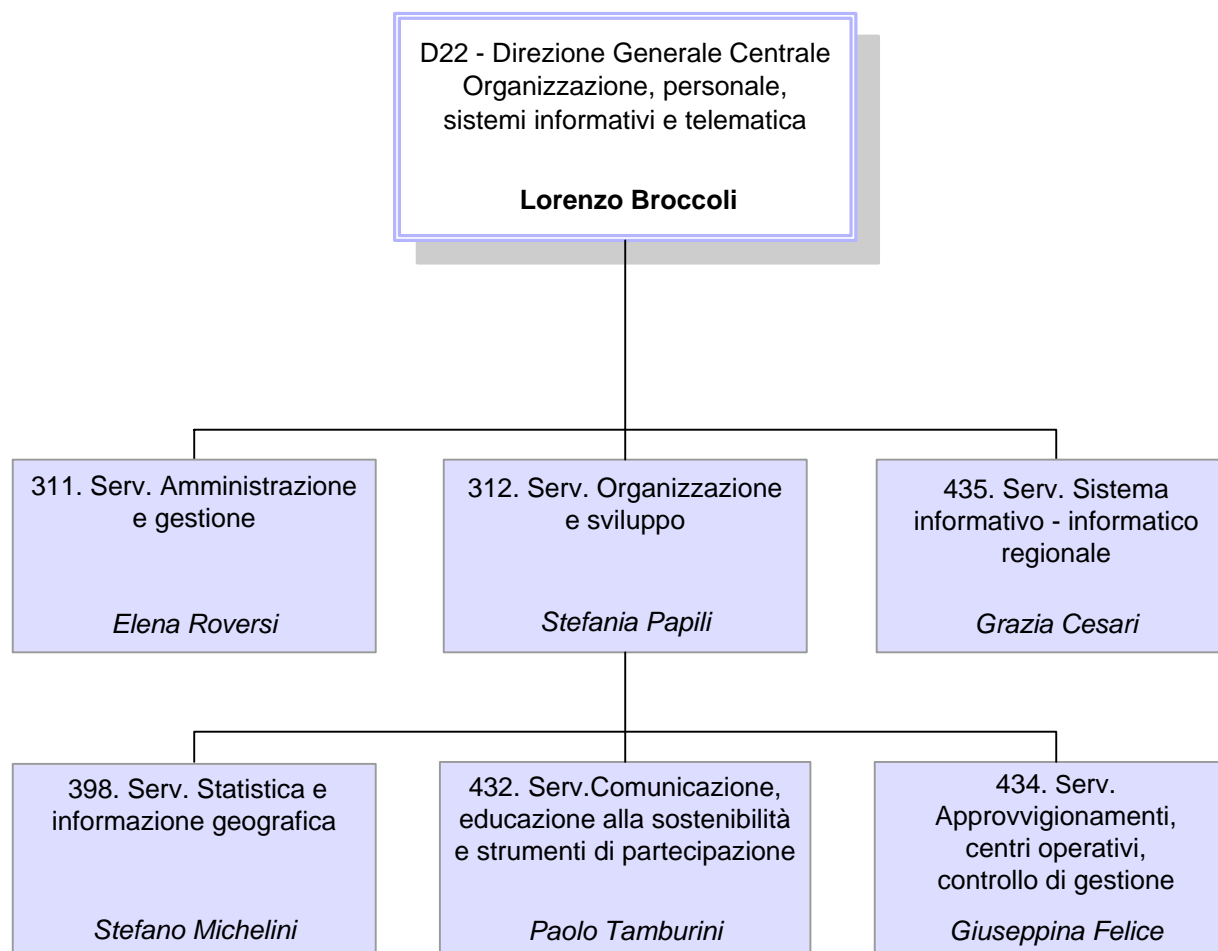 D22 - Direzione Generale Centrale
Organizzazione, personale,
sistemi informativi e telematica
Lorenzo Broccoli
311. Serv. Amministrazione
e gestione
Elena Roversi
312. Serv. Organizzazione
e sviluppo
Stefania Papili
435. Serv. Sistema
informativo - informatico
regionale
Grazia Cesari
398. Serv. Statistica e
informazione geografica
Stefano Michelini
432. Serv.Comunicazione,
educazione alla sostenibilità
e strumenti di partecipazione
Paolo Tamburini
434. Serv.
Approvvigionamenti,
centri operativi,
controllo di gestione
Giuseppina Felice